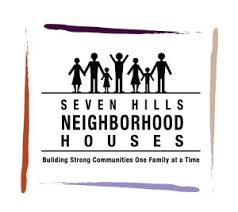 SEVEN HILLS
NEIGHBORHOOD
HOUSES
Building Strong Communities One Family at a Time